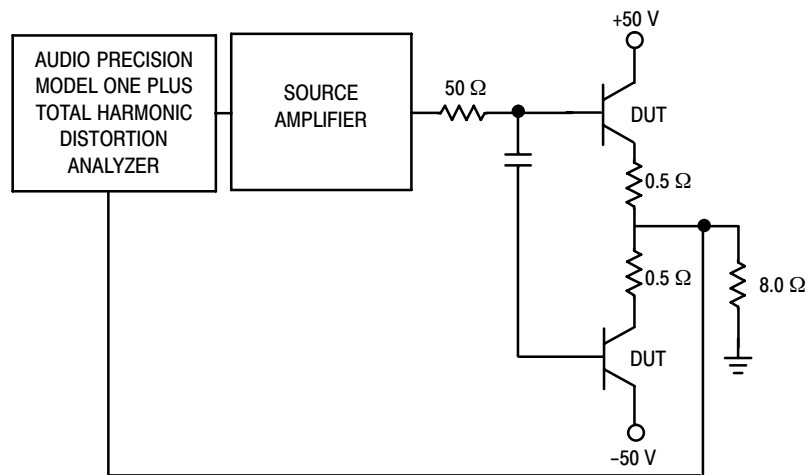 +50 V
AUDIO PRECISION
MODEL ONE PLUS
TOTAL HARMONIC
DISTORTION
ANALYZER
SOURCE
AMPLIFIER
50 Ω
DUT
0.5 Ω
0.5 Ω
8.0 Ω
DUT
−50 V